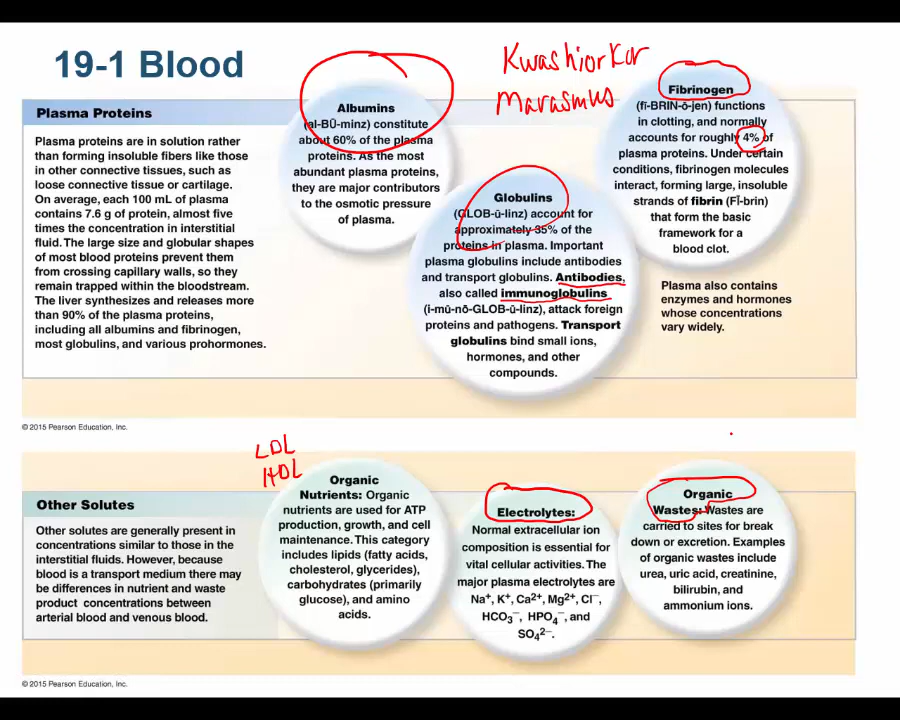 19-1 Blood
Kwashiorkor
Marasmus
Plasma Proteins
Plasma proteins are in solution rather
than forming insoluble fibers like those
in other connective tissues, such as
loose connective tissue or cartilage.
On average, each 100 mL of plasma
contains 7.6 g of protein, almost five
times the concentration in interstitial
fluid. The large size and globular shapes
of most blood proteins prevent them
from crossing capillary walls, so they
remain trapped within the bloodstream.
The liver synthesizes and releases more
than 90% of the plasma proteins,
including all albumins and fibrinogen,
most globulins, and various prohormones.
Albumins
(al-BŪ-minz) constitute
about 60% of the plasma
proteins. As the most
abundant plasma proteins,
they are major contributors
to the osmotic pressure
of plasma.
Globulins
(GLOB-ū-linz) account for
approximately 35% of the
proteins in plasma. Important
plasma globulins include antibodies
and transport globulins. Antibodies,
also called immunoglobulins
(i-mū-nō-GLOB-ū-linz), attack foreign
proteins and pathogens. Transport
globulins bind small ions,
hormones, and other
compounds.
Fibrinogen
(fī-BRIN-ō-jen) functions
in clotting, and normally
accounts for roughly 4% of
plasma proteins. Under certain
conditions, fibrinogen molecules
interact, forming large, insoluble
strands of fibrin (FĪ-brin)
that form the basic
framework for a
blood clot.
Plasma also contains
enzymes and hormones
whose concentrations
vary widely.
© 2015 Pearson Education, Inc.
LDL
HDL
Other Solutes
Other solutes are generally present in
concentrations similar to those in the
interstitial fluids. However, because
blood is a transport medium there may
be differences in nutrient and waste
product concentrations between
arterial blood and venous blood.
Organic
Nutrients: Organic
nutrients are used for ATP
production, growth, and cell
maintenance. This category
includes lipids (fatty acids,
cholesterol, glycerides),
carbohydrates (primarily
glucose), and amino
acids.
Electrolytes:
Normal extracellular ion
composition is essential for
vital cellular activities. The
major plasma electrolytes are
Na⁺, K⁺, Ca²⁺, Mg²⁺, Cl⁻,
HCO₃⁻, HPO₄⁻, and
SO₄²⁻.
Organic
Wastes: Wastes are
carried to sites for break
down or excretion. Examples
of organic wastes include
urea, uric acid, creatinine,
bilirubin, and
ammonium ions.
© 2015 Pearson Education, Inc.